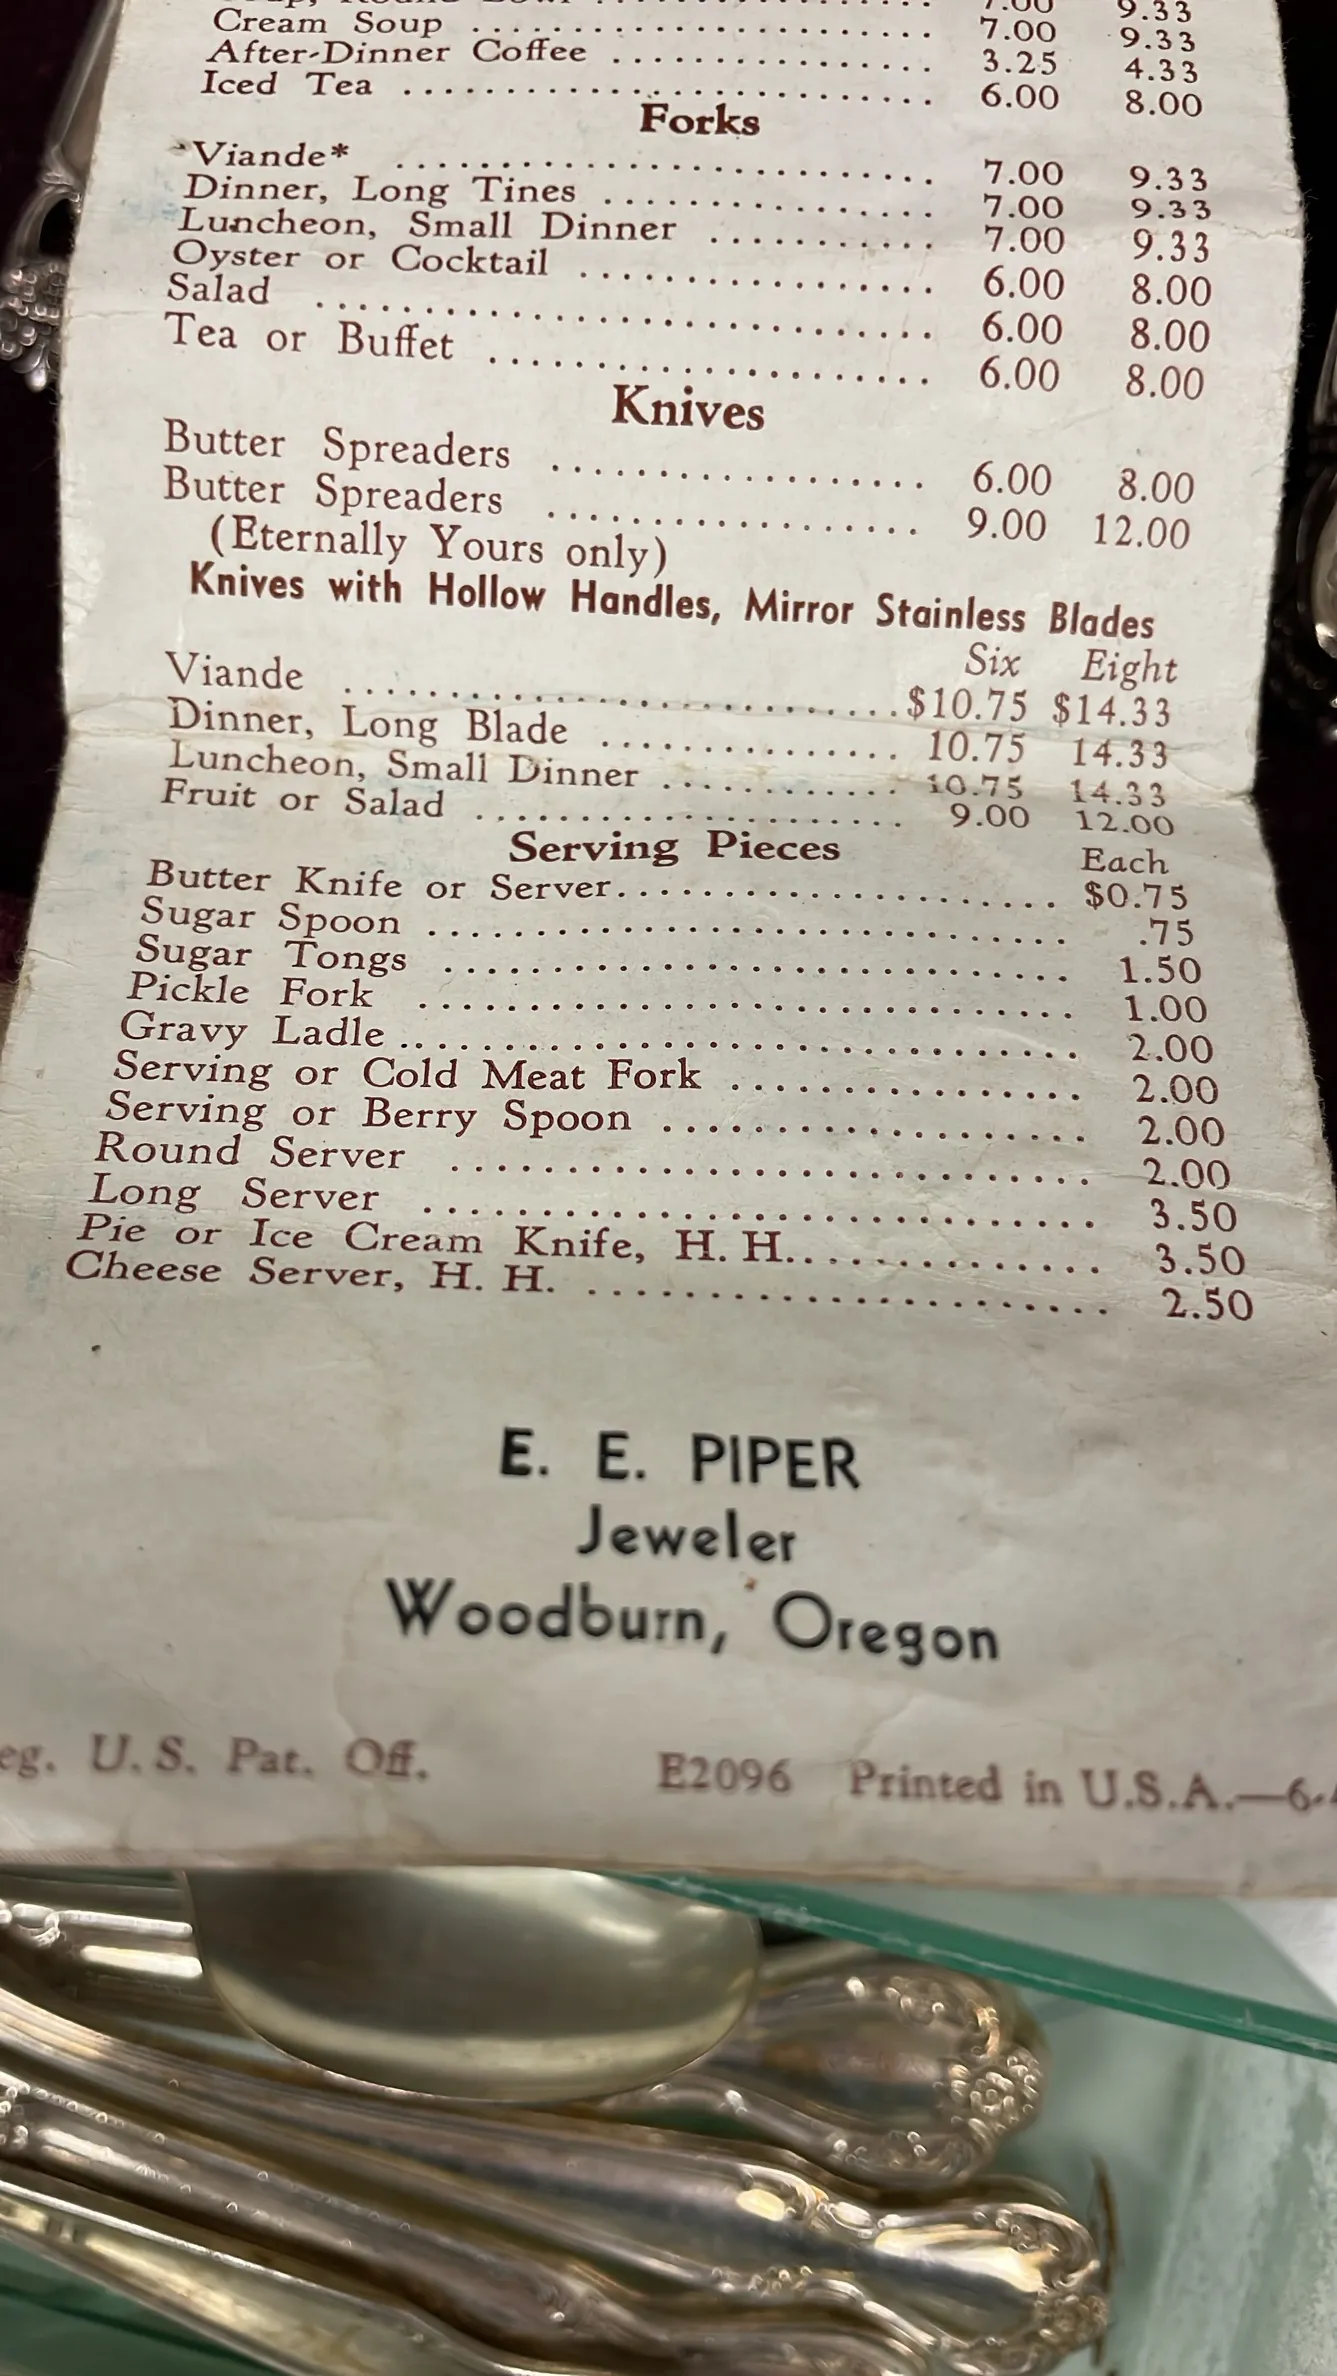 Soup, Round Bowl ........ 7.00 9.33
Cream Soup ........ 7.00 9.33
After-Dinner Coffee ........ 3.25 4.33
Iced Tea ........ 6.00 8.00
Forks
Viande* ........ 7.00 9.33
Dinner, Long Tines ........ 7.00 9.33
Luncheon, Small Dinner ........ 7.00 9.33
Oyster or Cocktail ........ 6.00 8.00
Salad ........ 6.00 8.00
Tea or Buffet ........ 6.00 8.00
Knives
Butter Spreaders ........ 6.00 8.00
Butter Spreaders ........ 9.00 12.00
(Eternally Yours only)
Knives with Hollow Handles, Mirror Stainless Blades
Six Eight
Viande ........ $10.75 $14.33
Dinner, Long Blade ........ 10.75 14.33
Luncheon, Small Dinner ........ 10.75 14.33
Fruit or Salad ........ 9.00 12.00
Serving Pieces
Each
Butter Knife or Server ........ $0.75
Sugar Spoon ........ .75
Sugar Tongs ........ 1.50
Pickle Fork ........ 1.00
Gravy Ladle ........ 2.00
Serving or Cold Meat Fork ........ 2.00
Serving or Berry Spoon ........ 2.00
Round Server ........ 2.00
Long Server ........ 3.50
Pie or Ice Cream Knife, H. H. ........ 3.50
Cheese Server, H. H. ........ 2.50
E. E. PIPER
Jeweler
Woodburn, Oregon
eg. U. S. Pat. Off. E2096 Printed in U.S.A.—6-